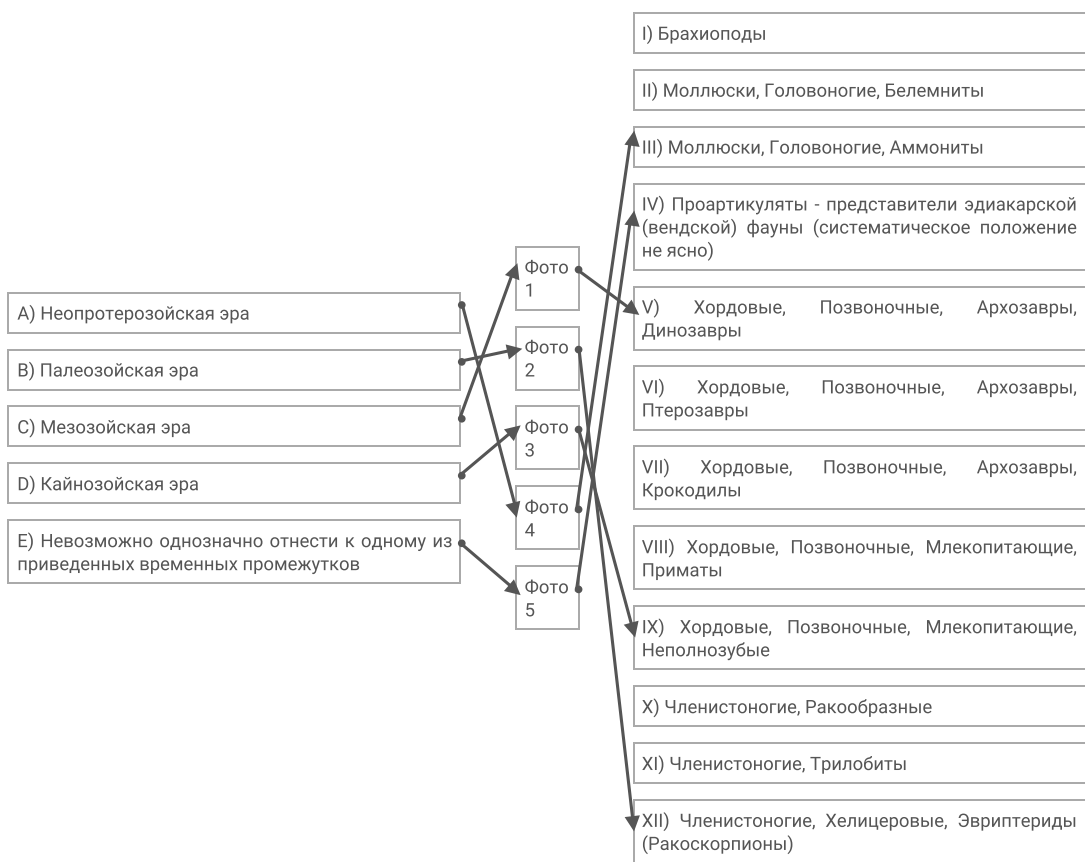 A) Неопротерозойская эра
B) Палеозойская эра
C) Мезозойская эра
D) Кайнозойская эра
E) Невозможно однозначно отнести к одному из
приведенных временных промежутков
Фото
1
Фото
2
Фото
3
Фото
4
Фото
5
I) Брахиоподы
II) Моллюски, Головоногие, Белемниты
III) Моллюски, Головоногие, Аммониты
IV) Проартикуляты - представители эдиакарской
(вендской) фауны (систематическое положение
не ясно)
V) Хордовые, Позвоночные, Архозавры,
Динозавры
VI) Хордовые, Позвоночные, Архозавры,
Птерозавры
VII) Хордовые, Позвоночные, Архозавры,
Крокодилы
VIII) Хордовые, Позвоночные, Млекопитающие,
Приматы
IX) Хордовые, Позвоночные, Млекопитающие,
Неполнозубые
X) Членистоногие, Ракообразные
XI) Членистоногие, Трилобиты
XII) Членистоногие, Хелицеровые, Эвриптериды
(Ракоскорпионы)